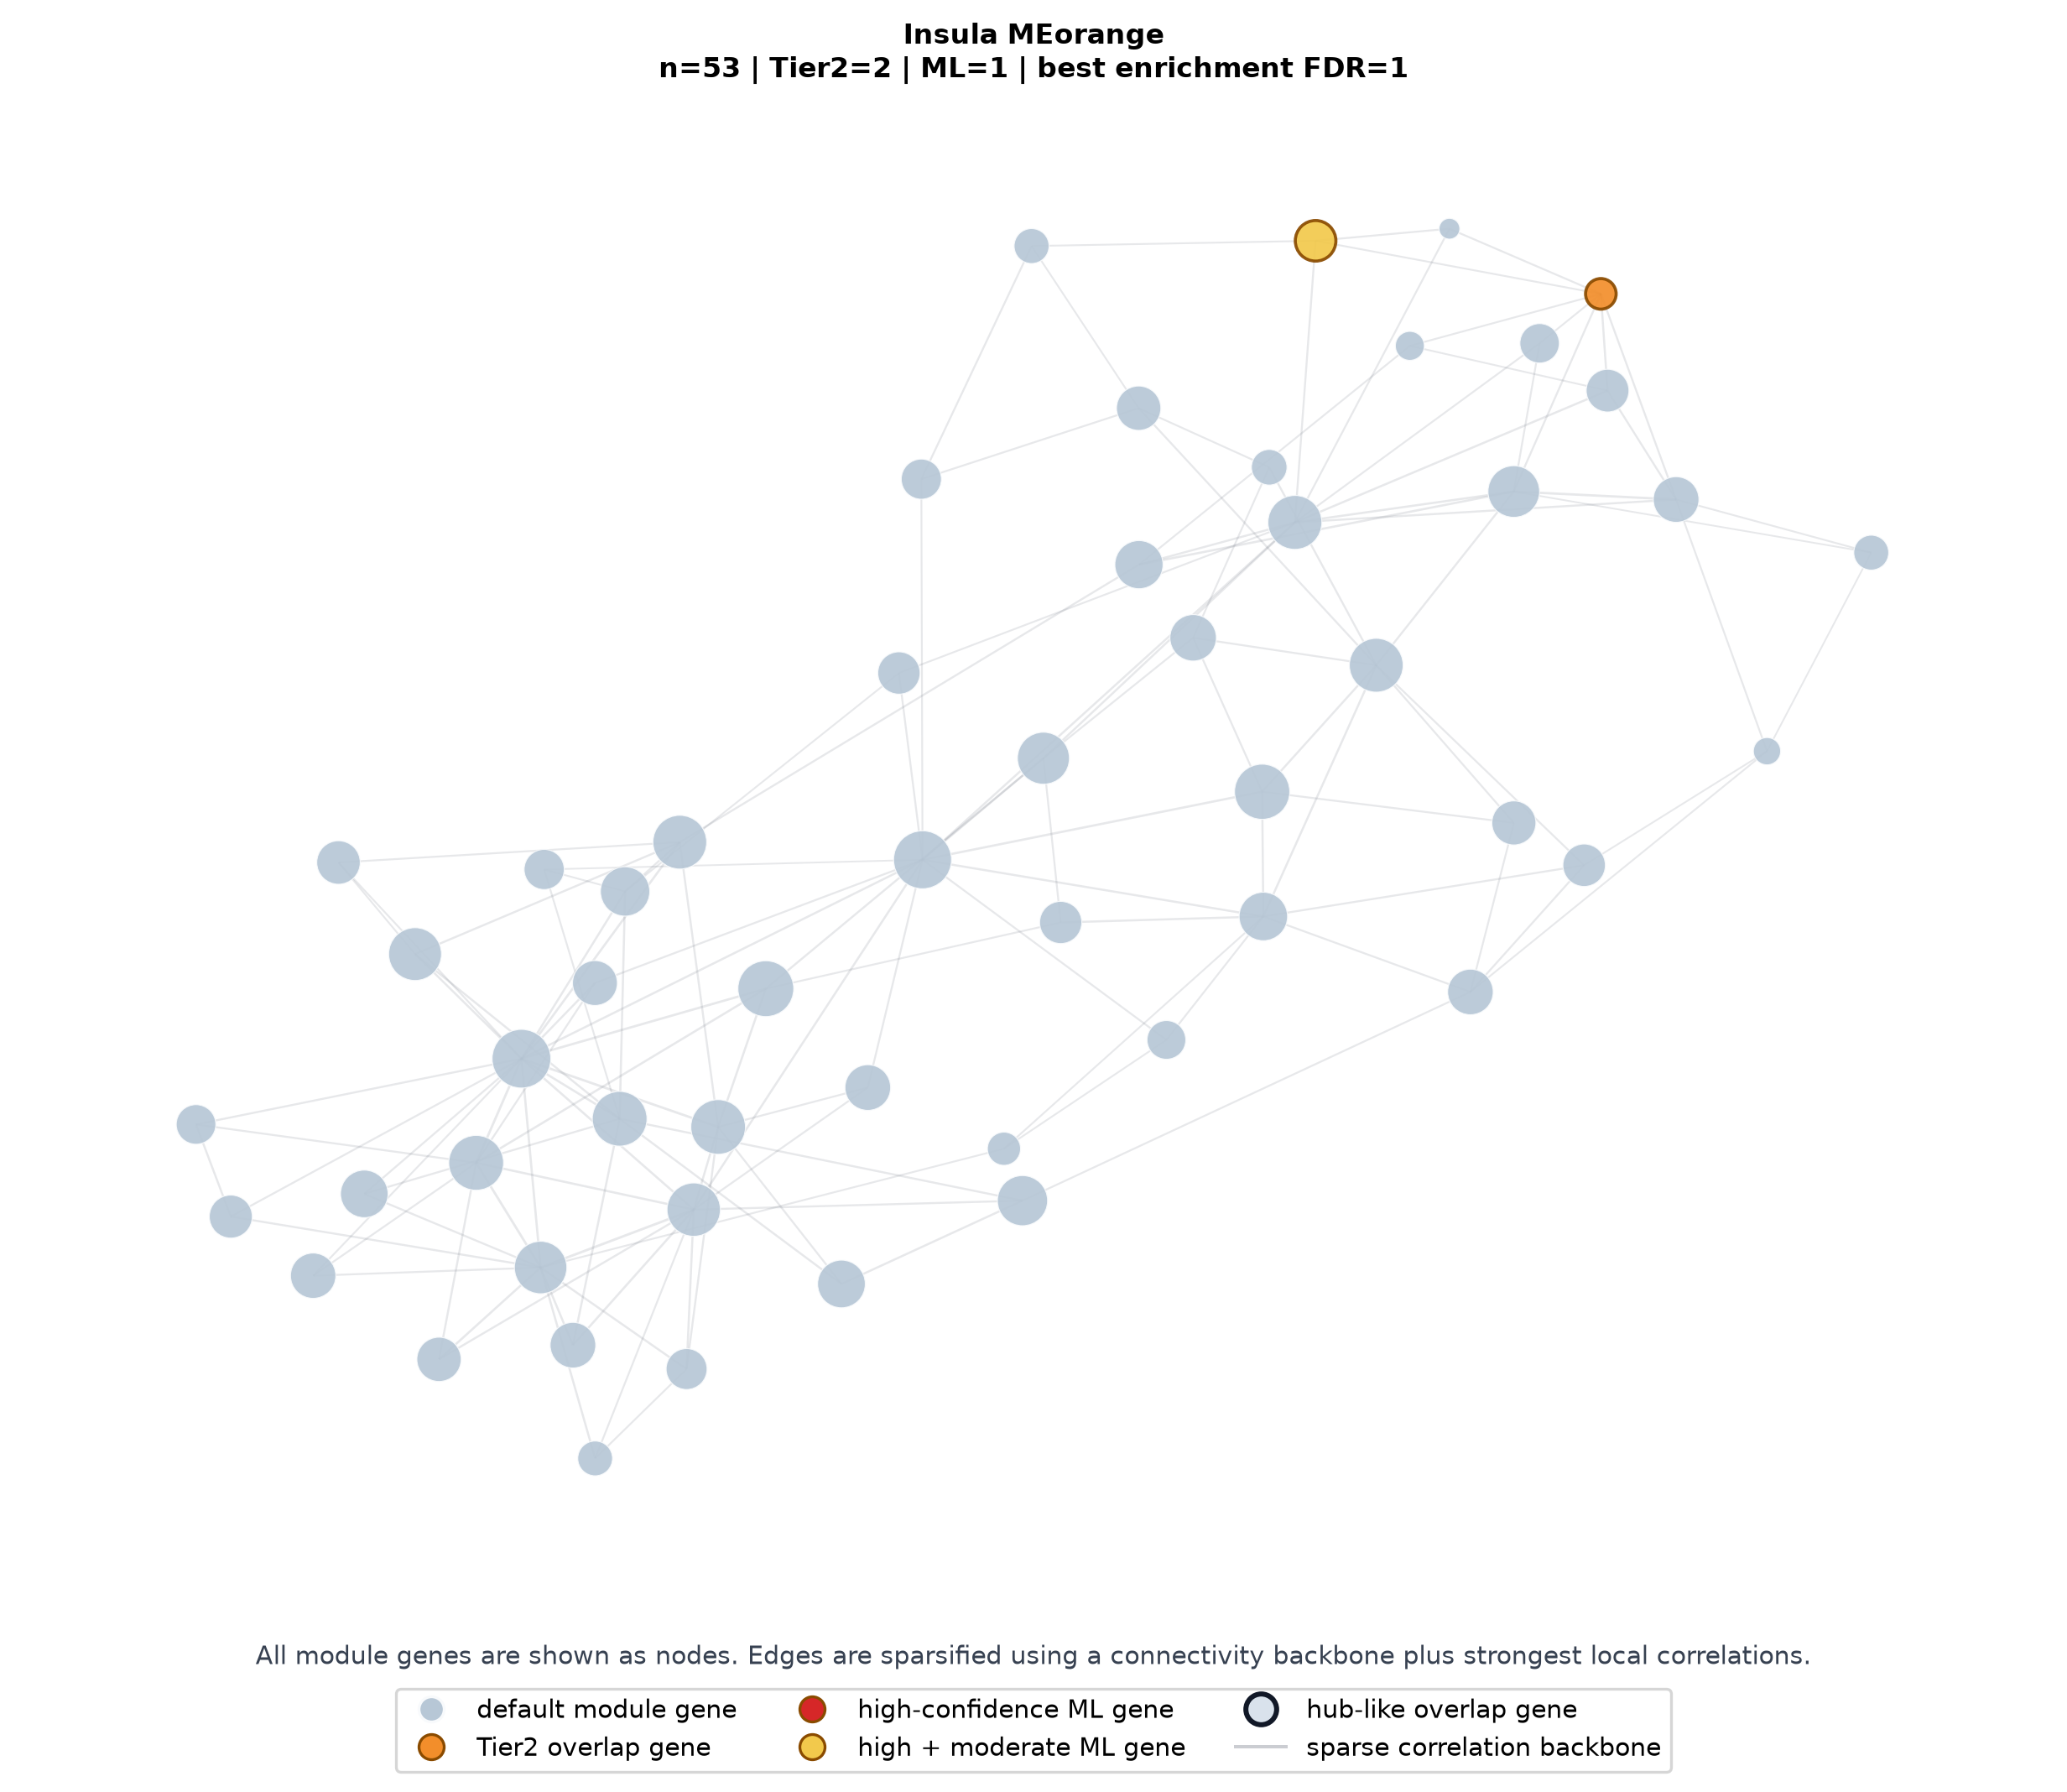 Insula MEorange
n=53 | Tier2=2 | ML=1 | best enrichment FDR=1
All module genes are shown as nodes. Edges are sparsified using a connectivity backbone plus strongest local correlations.
default module gene
Tier2 overlap gene
high-confidence ML gene
high + moderate ML gene
hub-like overlap gene
sparse correlation backbone